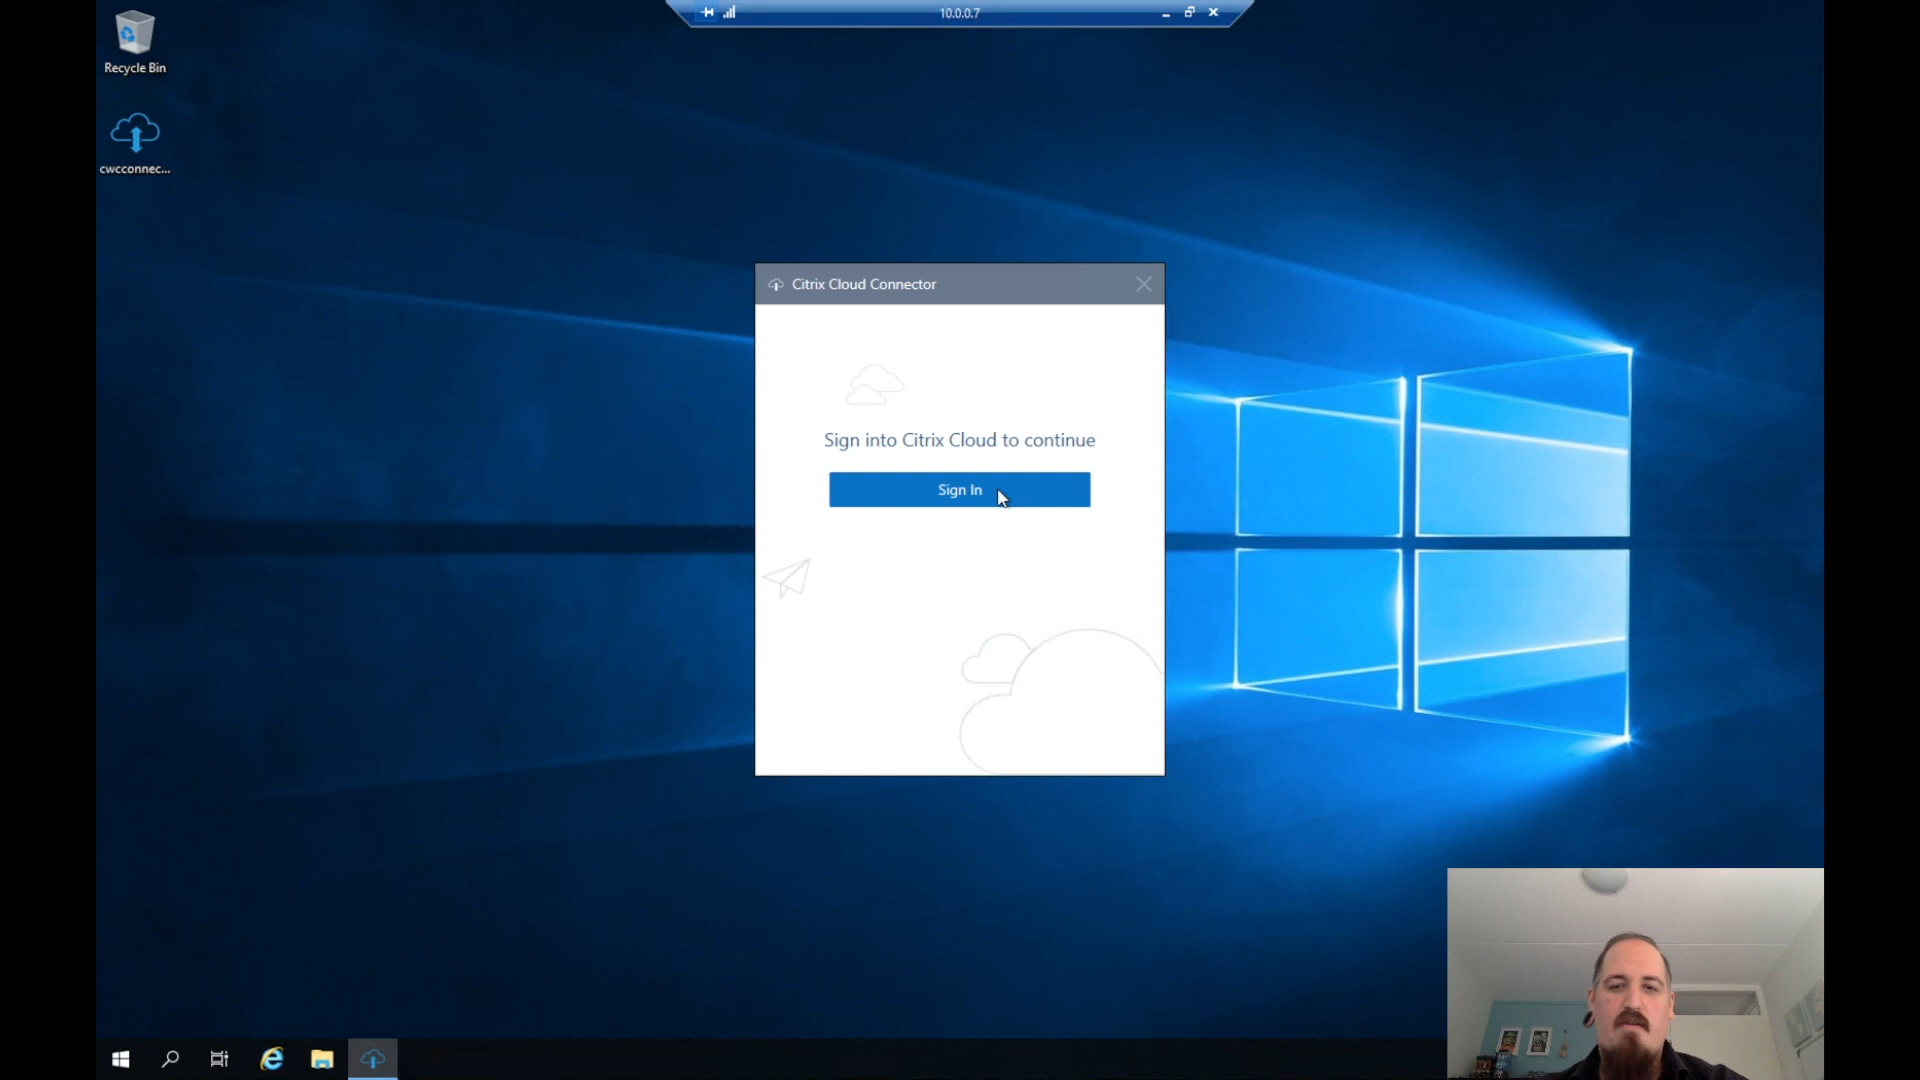 10.0.0.7
Recycle Bin
cwcconnec...
Citrix Cloud Connector
Sign into Citrix Cloud to continue
Sign In